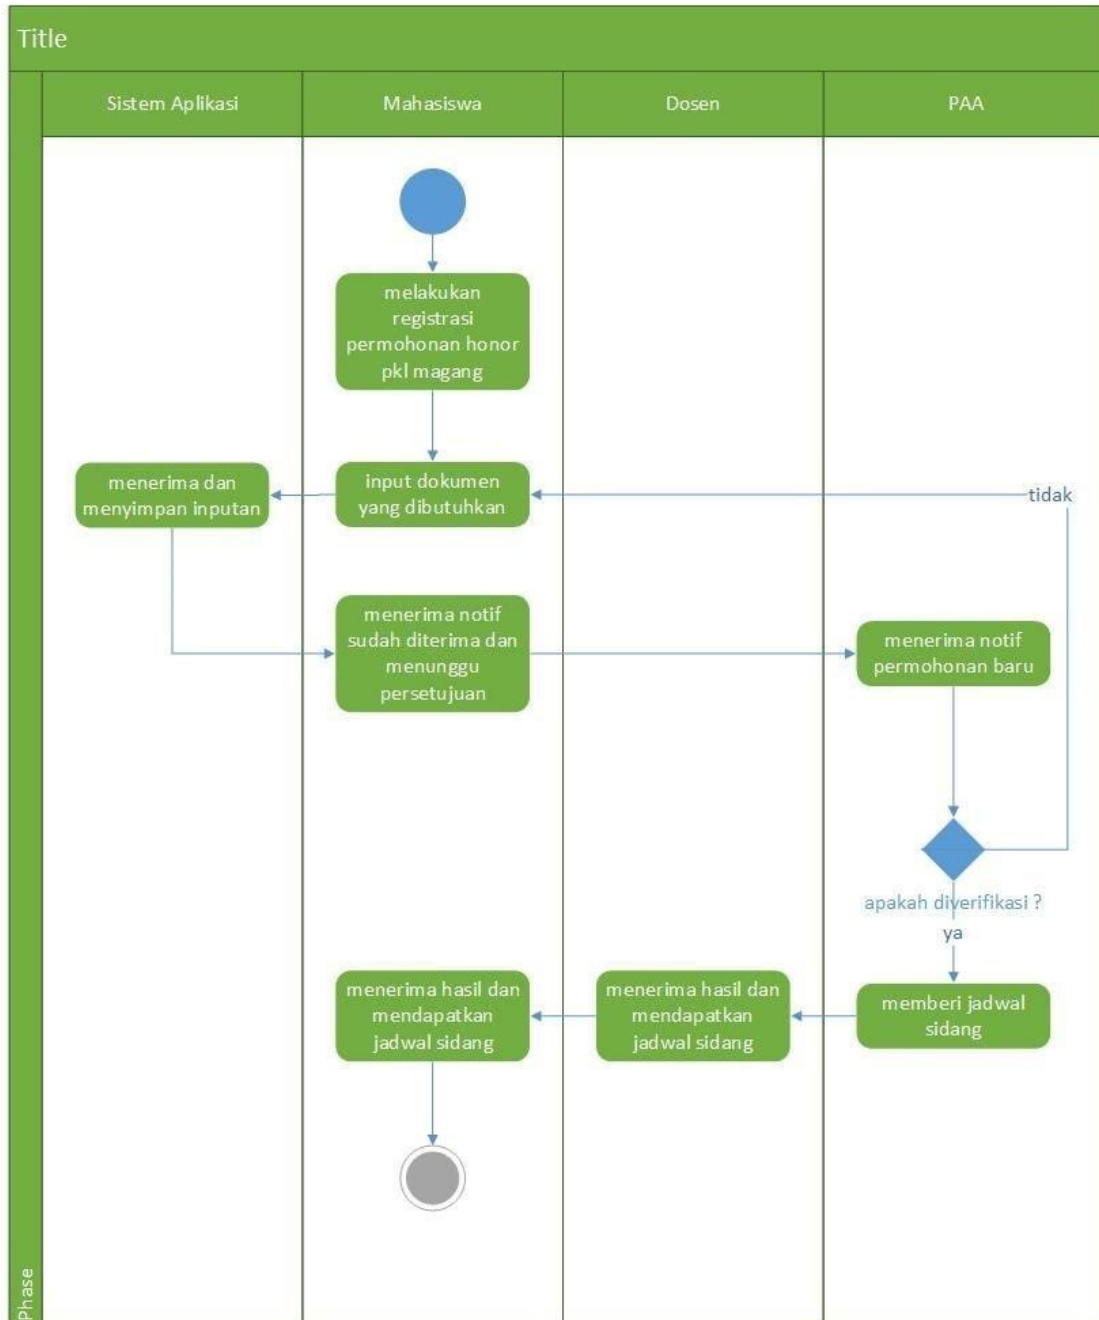 Title
Sistem Aplikasi
Mahasiswa
Dosen
PAA
melakukan
registrasi
permohonan honor
pkl magang
menerima dan
menyimpan inputan
input dokumen
yang dibutuhkan
tidak
menerima notif
sudah diterima dan
menunggu
persetujuan
menerima notif
permohonan baru
apakah diverifikasi ?
ya
menerima hasil dan
mendapatkan
jadwal sidang
menerima hasil dan
mendapatkan
jadwal sidang
memberi jadwal
sidang
Phase